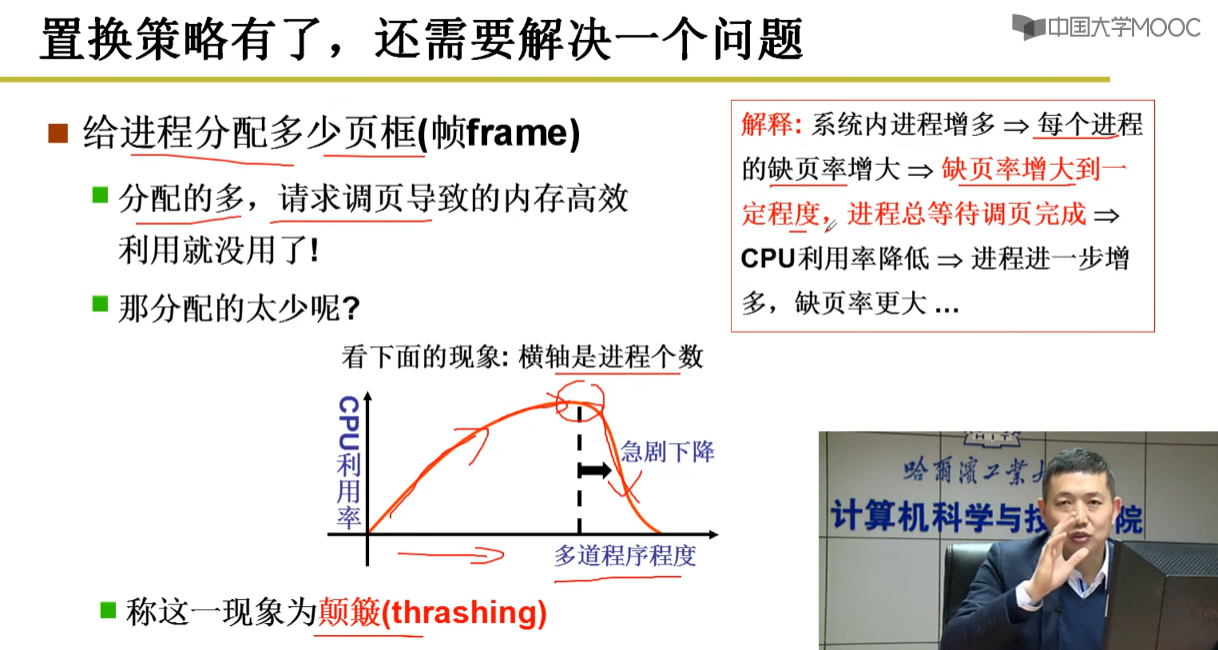 置换策略有了，还需要解决一个问题
中国大学MOOC
给进程分配多少页框(帧frame)
分配的多，请求调页导致的内存高效
利用就没用了!
那分配的太少呢?
解释: 系统内进程增多 ⇒ 每个进程
的缺页率增大 ⇒ 缺页率增大到一
定程度，进程总等待调页完成 ⇒
CPU利用率降低 ⇒ 进程进一步增
多，缺页率更大 ...
看下面的现象: 横轴是进程个数
CPU利用率
急剧下降
多道程序程度
称这一现象为颠簸(thrashing)
哈尔滨工业大
计算机科学与技 院